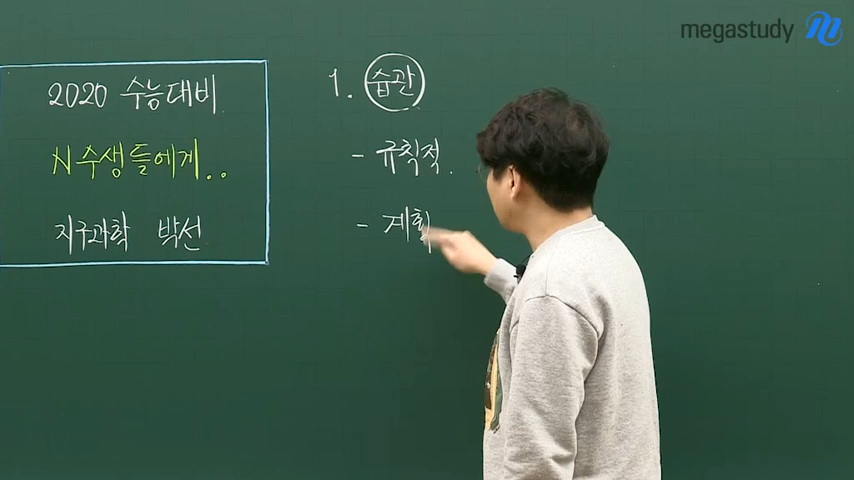 megastudy
2020 수능대비
N수생들에게..
지구과학 박선
1. 습관
- 규칙적.
- 계획